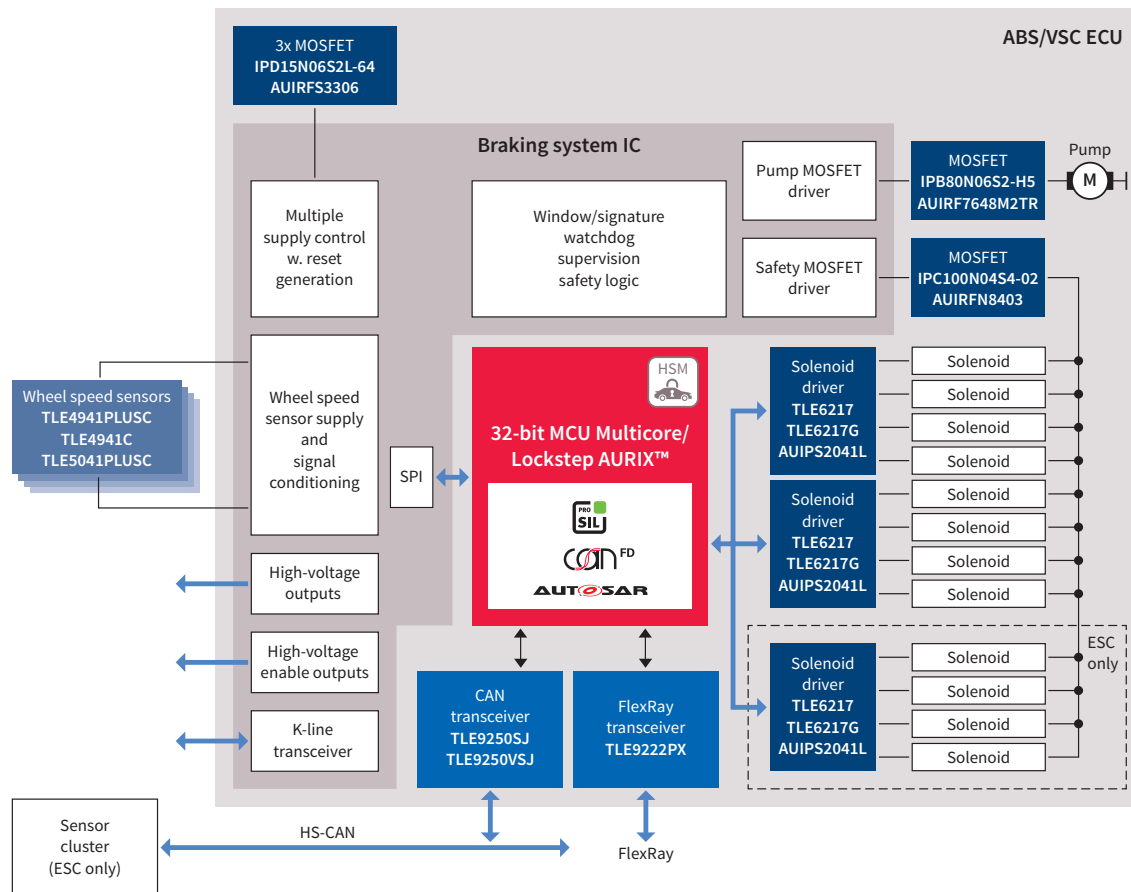 ABS/VSC ECU
3x MOSFET
IPD15N06S2L-64
AUIRFS3306
Braking system IC
Multiple
supply control
w. reset
generation
Window/signature
watchdog
supervision
safety logic
Pump MOSFET
driver
MOSFET
IPB80N06S2-H5
AUIRF7648M2TR
Pump
M
Safety MOSFET
driver
MOSFET
IPC100N04S4-02
AUIRFN8403
Wheel speed sensors
TLE4941PLUSC
TLE4941C
TLE5041PLUSC
Wheel speed
sensor supply
and
signal
conditioning
SPI
HSM
32-bit MCU Multicore/
Lockstep AURIX™
PRO
SIL
CAN FD
AUTOSAR
Solenoid
driver
TLE6217
TLE6217G
AUIPS2041L
Solenoid
Solenoid
Solenoid
Solenoid
Solenoid
driver
TLE6217
TLE6217G
AUIPS2041L
Solenoid
Solenoid
Solenoid
Solenoid
ESC
only
Solenoid
driver
TLE6217
TLE6217G
AUIPS2041L
Solenoid
Solenoid
Solenoid
Solenoid
High-voltage
outputs
High-voltage
enable outputs
K-line
transceiver
CAN
transceiver
TLE9250SJ
TLE9250VSJ
FlexRay
transceiver
TLE9222PX
Sensor
cluster
(ESC only)
HS-CAN
FlexRay